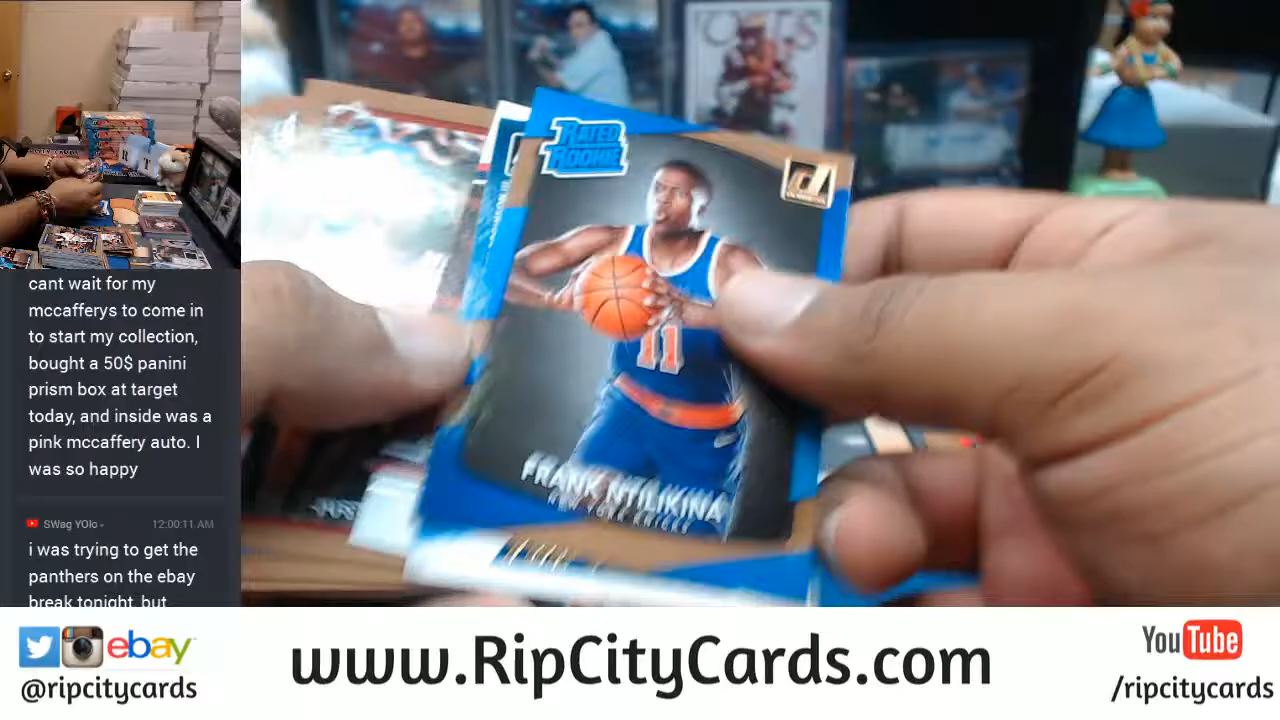 cant wait for my
mccafferys to come in
to start my collection,
bought a 50$ panini
prism box at target
today, and inside was a
pink mccaffery auto. I
was so happy
SWag YOlo
12:00:11 AM
i was trying to get the
panthers on the ebay
break tonight, but
RATED
ROOKIE
11
FRANK NTILIKINA
ebay
@ripcitycards
www.RipCityCards.com
YouTube
/ripcitycards